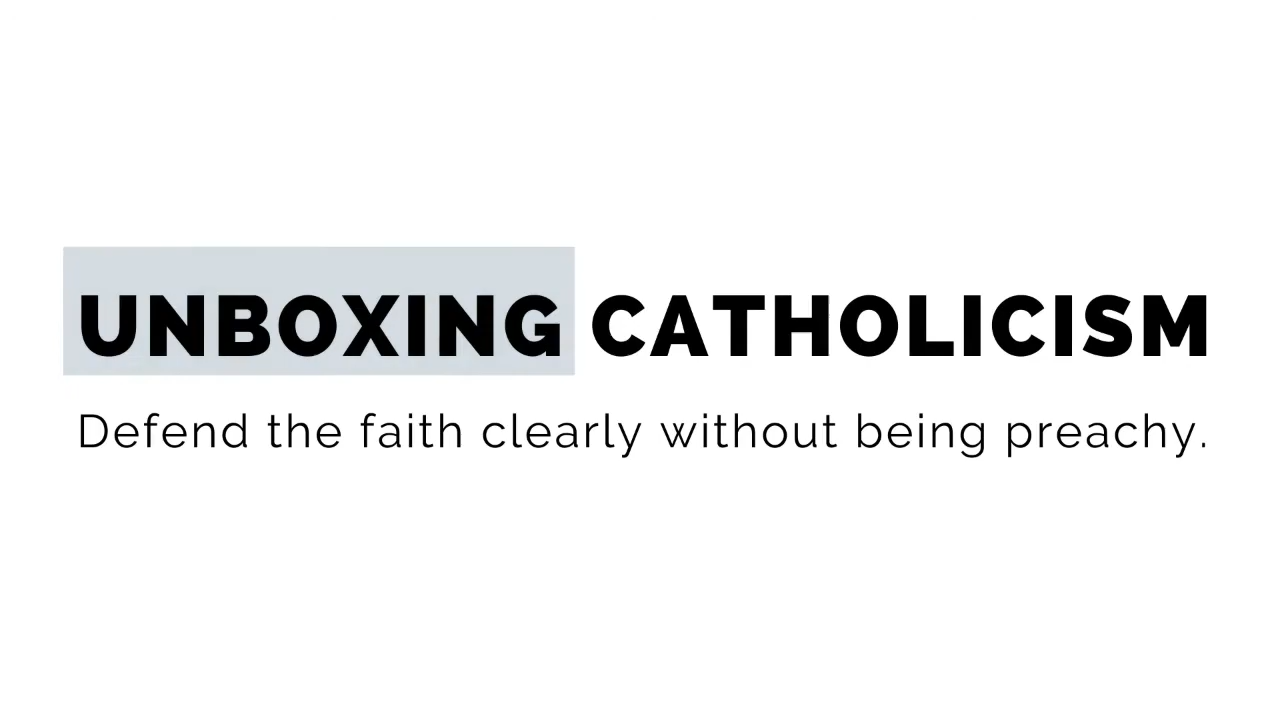 UNBOXING CATHOLICISM
Defend the faith clearly without being preachy.